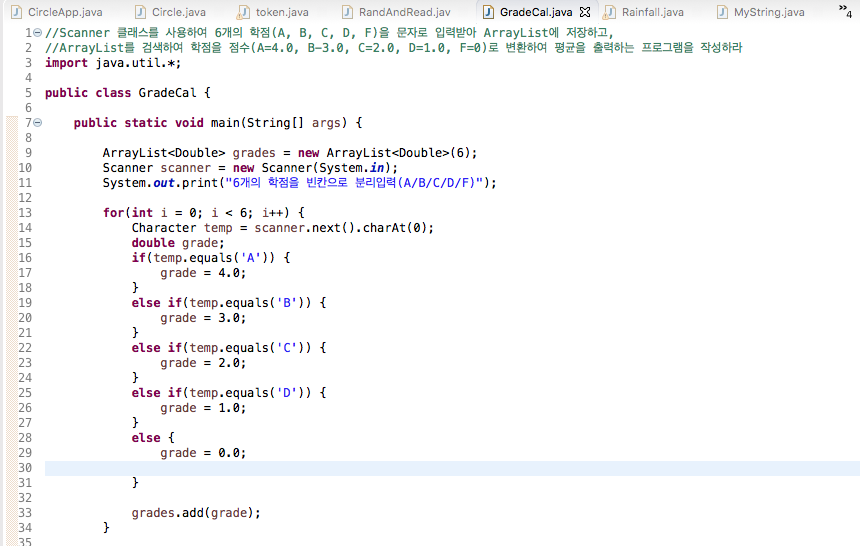 CircleApp.java Circle.java token.java RandAndRead.jav GradeCal.java Rainfall.java MyString.java »4
1 //Scanner 클래스를 사용하여 6개의 학점(A, B, C, D, F)을 문자로 입력받아 ArrayList에 저장하고,
2 //ArrayList를 검색하여 학점을 점수(A=4.0, B-3.0, C=2.0, D=1.0, F=0)로 변환하여 평균을 출력하는 프로그램을 작성하라
3 import java.util.*;
4
5 public class GradeCal {
6
7 public static void main(String[] args) {
8
9 ArrayList<Double> grades = new ArrayList<Double>(6);
10 Scanner scanner = new Scanner(System.in);
11 System.out.print("6개의 학점을 빈칸으로 분리입력(A/B/C/D/F)");
12
13 for(int i = 0; i < 6; i++) {
14 Character temp = scanner.next().charAt(0);
15 double grade;
16 if(temp.equals('A')) {
17 grade = 4.0;
18 }
19 else if(temp.equals('B')) {
20 grade = 3.0;
21 }
22 else if(temp.equals('C')) {
23 grade = 2.0;
24 }
25 else if(temp.equals('D')) {
26 grade = 1.0;
27 }
28 else {
29 grade = 0.0;
30
31 }
32
33 grades.add(grade);
34 }
35